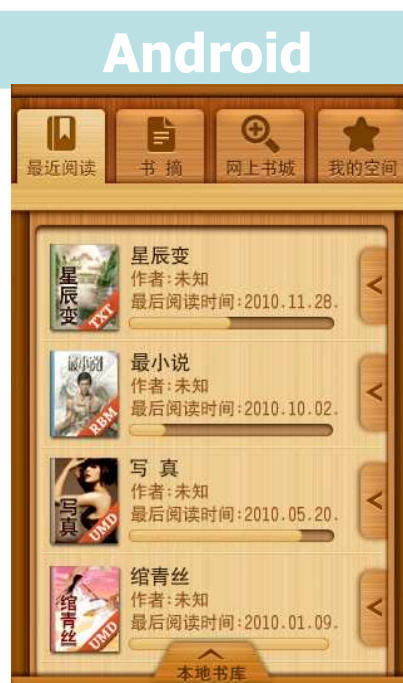 Android
最近阅读
书 摘
网上书城
我的空间
星辰变
TXT
星辰变
作者:未知
最后阅读时间:2010.11.28.
最小说
RBM
最小说
作者:未知
最后阅读时间:2010.10.02.
写真
UMD
写 真
作者:未知
最后阅读时间:2010.05.20.
绾青丝
UMD
绾青丝
作者:未知
最后阅读时间:2010.01.09.
本地书库